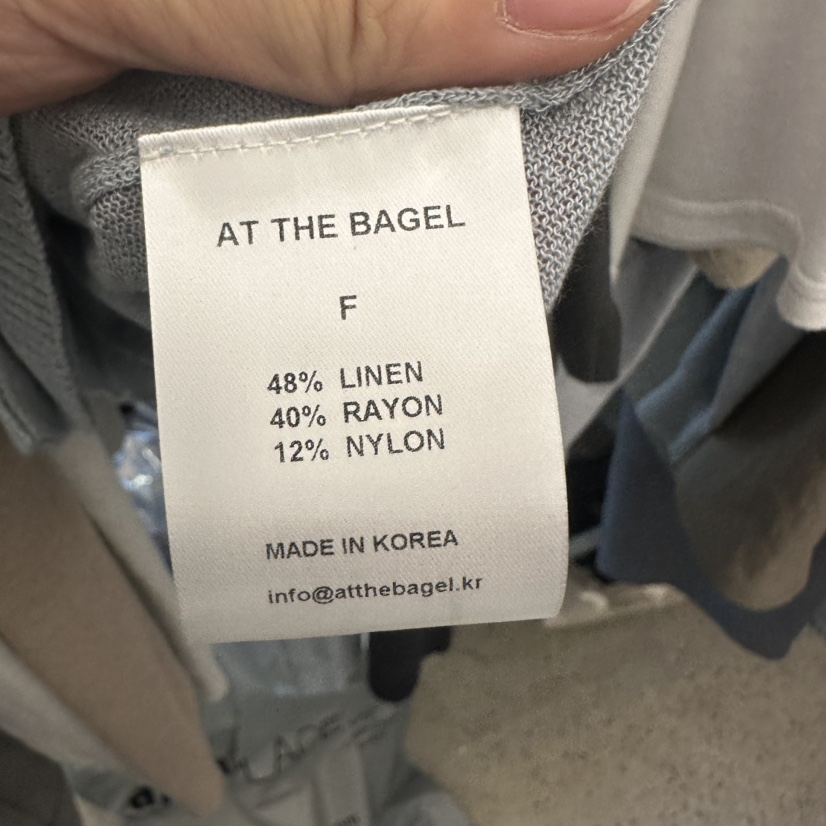 AT THE BAGEL
F
48% LINEN
40% RAYON
12% NYLON
MADE IN KOREA
info@atthebagel.kr